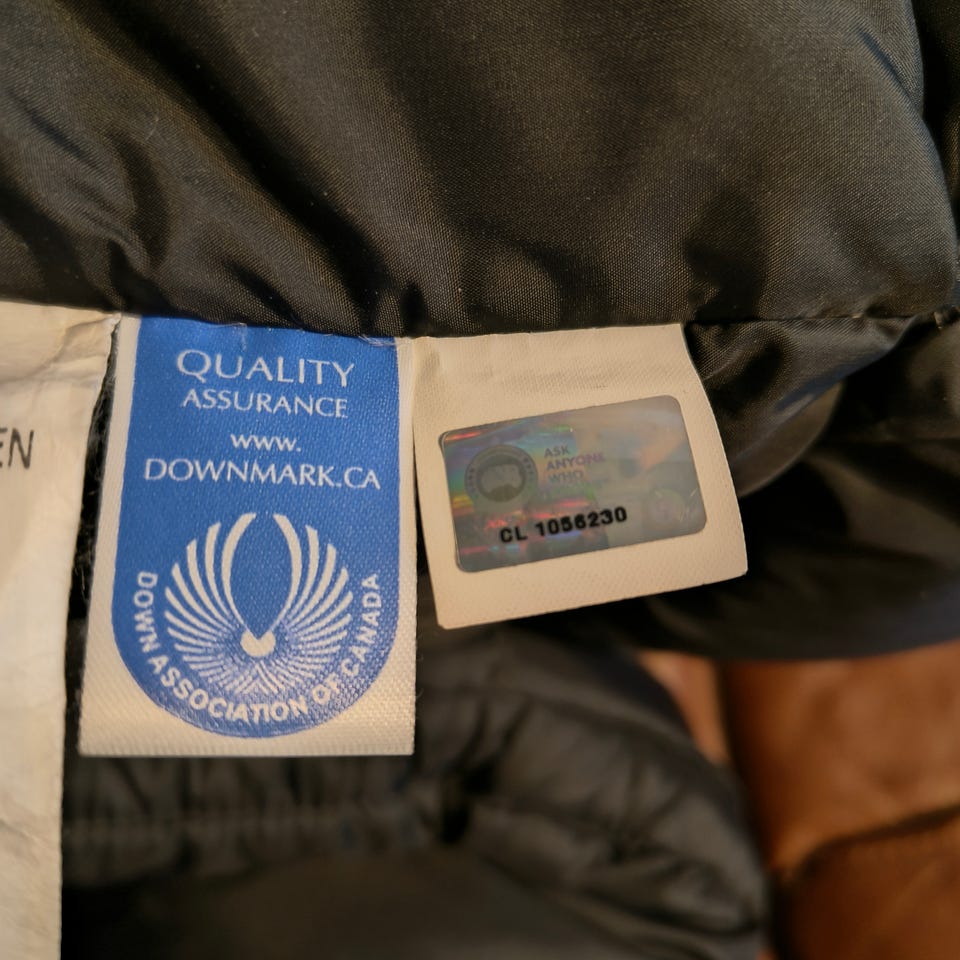 EN
QUALITY
ASSURANCE
www.
DOWNMARK.CA
DOWN ASSOCIATION OF CANADA
ASK
ANYONE
WHO
CL 1056230